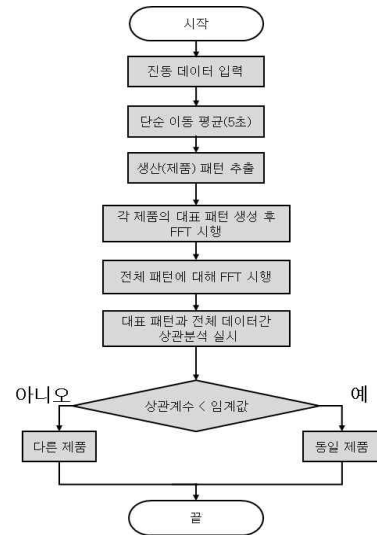 시작
진동 데이터 입력
단순 이동 평균(5초)
생산(제품) 패턴 추출
각 제품의 대표 패턴 생성 후
FFT 시행
전체 패턴에 대해 FFT 시행
대표 패턴과 전체 데이터간
상관분석 실시
아니오
예
상관계수 < 임계값
다른 제품
동일 제품
끝